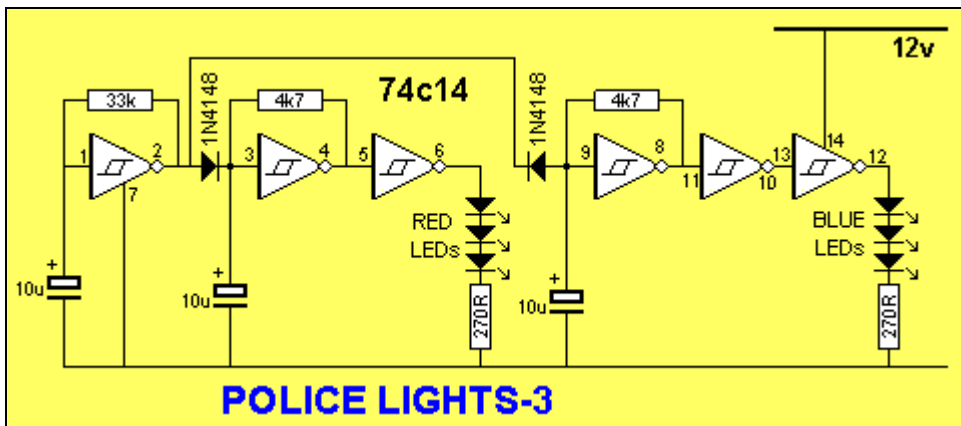 12v
33k
1N4148
4k7
74c14
1N4148
4k7
1
2
3
4
5
6
9
8
11
10
13
14
12
7
RED
LEDs
BLUE
LEDs
+
10u
+
10u
+
10u
270R
270R
POLICE LIGHTS-3